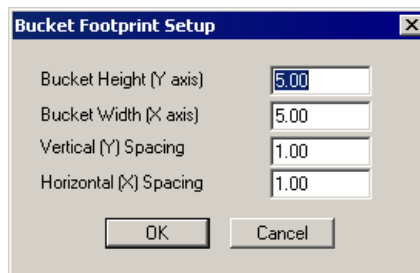 Bucket Footprint Setup
Bucket Height (Y axis) 5.00
Bucket Width (X axis) 5.00
Vertical (Y) Spacing 1.00
Horizontal (X) Spacing 1.00
OK Cancel